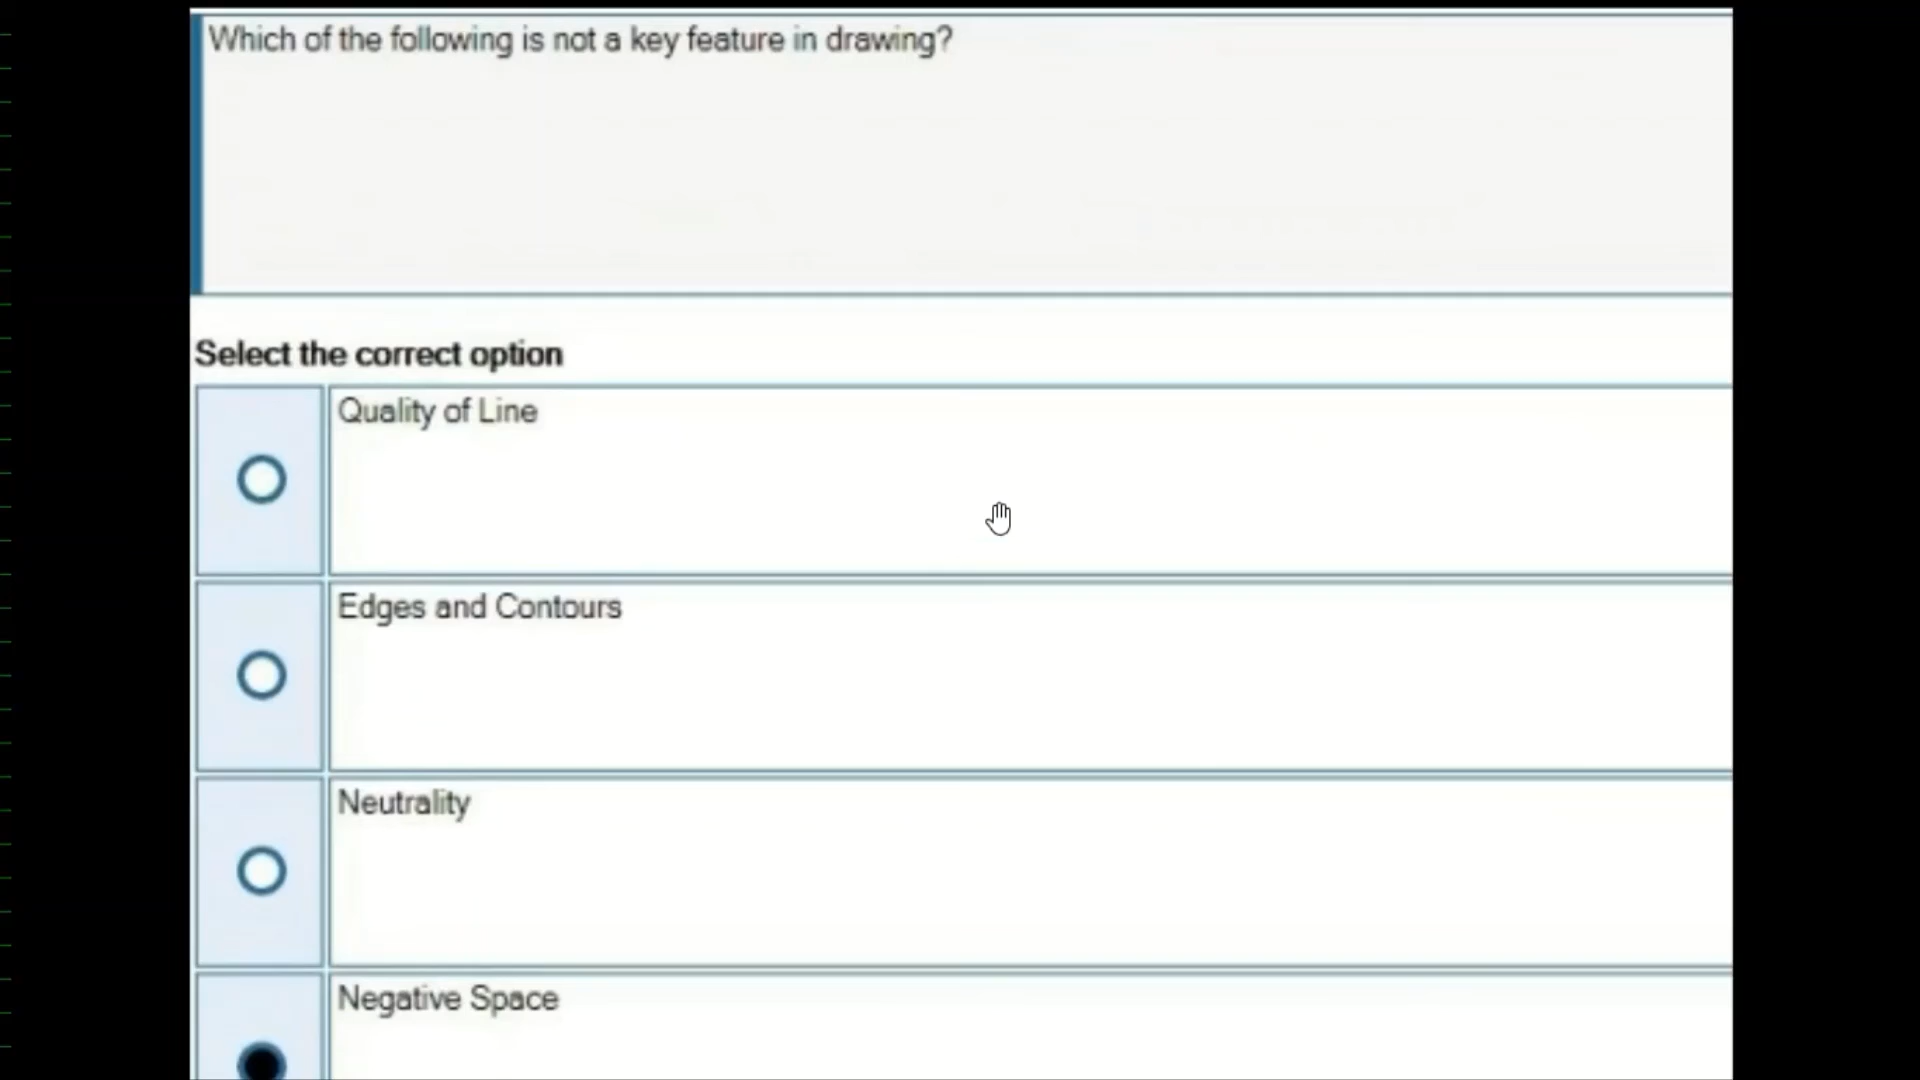 Which of the following is not a key feature in drawing?
Select the correct option
Quality of Line
Edges and Contours
Neutrality
Negative Space